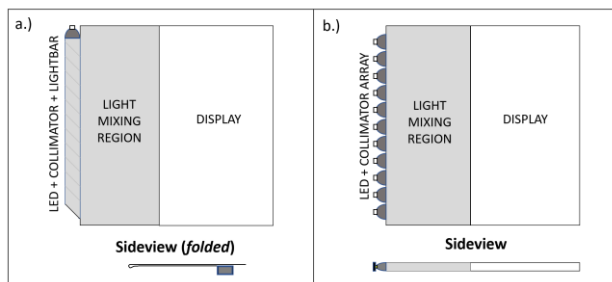 a.)
LED + COLLIMATOR + LIGHTBAR
LIGHT
MIXING
REGION
DISPLAY
Sideview (folded)
b.)
LED + COLLIMATOR ARRAY
LIGHT
MIXING
REGION
DISPLAY
Sideview